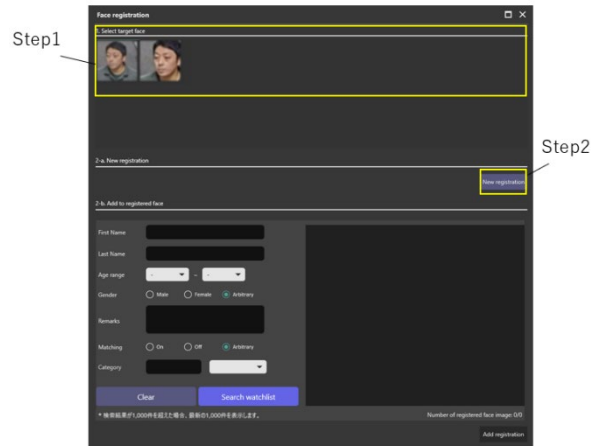 Face registration
1. Select target face
Step1
Step2
2-a. New registration
New registration
2-b. Add to registered face
First Name
Last Name
Age range - ~ -
Gender Male Female Arbitrary
Remarks
Matching On Off Arbitrary
Category
Clear Search watchlist
* 検索結果が1,000件を超えた場合、最新の1,000件を表示します。
Number of registered face image: 0/0
Add registration